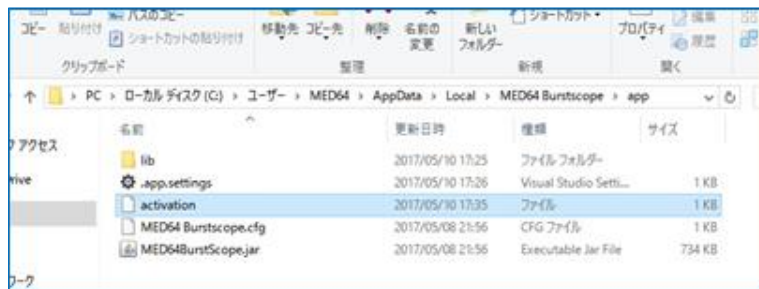 パスのコピー
ショートカット
編集
コピー 貼り付け
ショートカットの貼り付け
移動先 コピー先 削除 名前の変更 新しいフォルダー
プロパティ
履歴
クリップボード 整理 新規 開く
PC ローカル ディスク (C:) ユーザー MED64 AppData Local MED64 Burstscope app
名前 更新日時 種類 サイズ
アクセス
lib 2017/05/10 17:25 ファイル フォルダー
rive
.app.settings 2017/05/10 17:26 Visual Studio Setti... 1 KB
activation 2017/05/10 17:35 ファイル 1 KB
MED64 Burstscope.cfg 2017/05/08 21:56 CFG ファイル 1 KB
MED64BurstScope.jar 2017/05/08 21:56 Executable Jar File 734 KB
ワーク